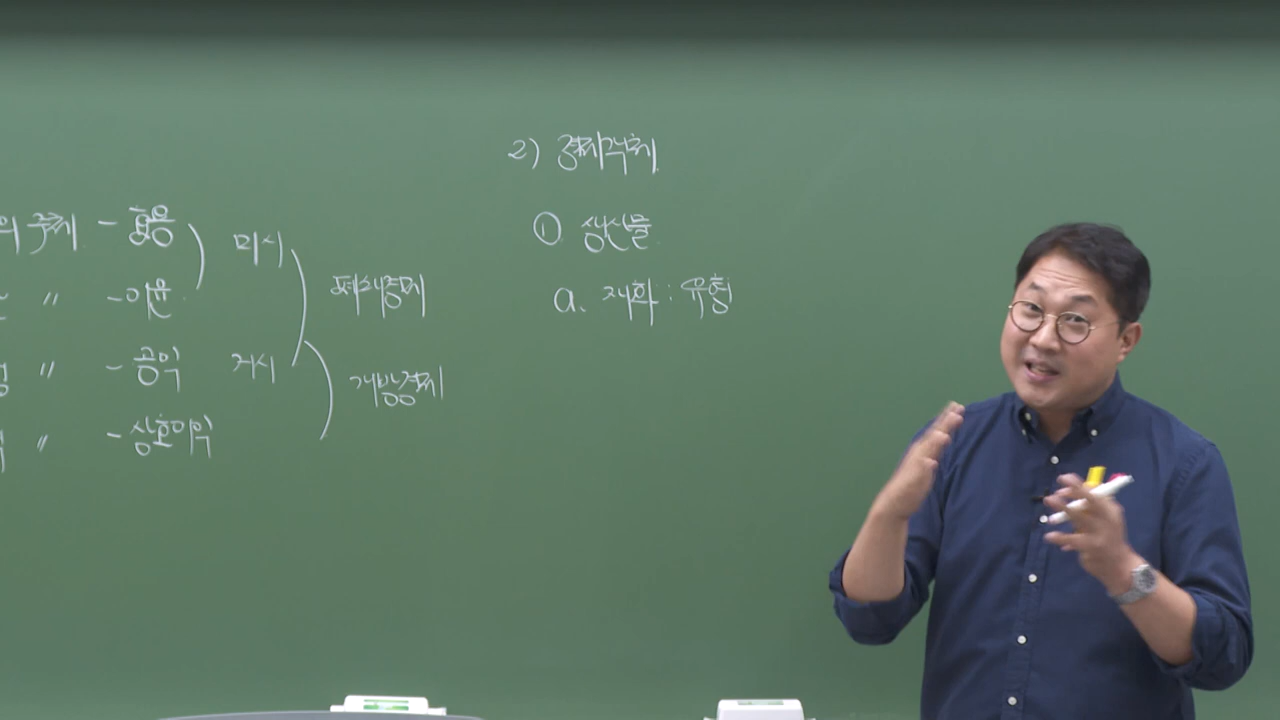 의 주체 - 효용
〃 - 이윤
〃 - 공익
〃 - 상호이익
미시
거시
폐쇄경제
개방경제
2) 경제객체
① 생산물
a. 재화 : 유형